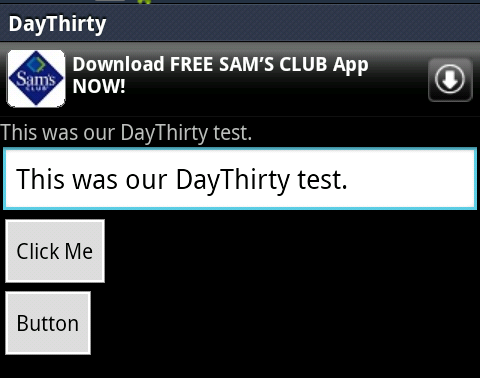 DayThirty
Download FREE SAM'S CLUB App
NOW!
Sam's
CLUB
This was our DayThirty test.
This was our DayThirty test.
Click Me
Button